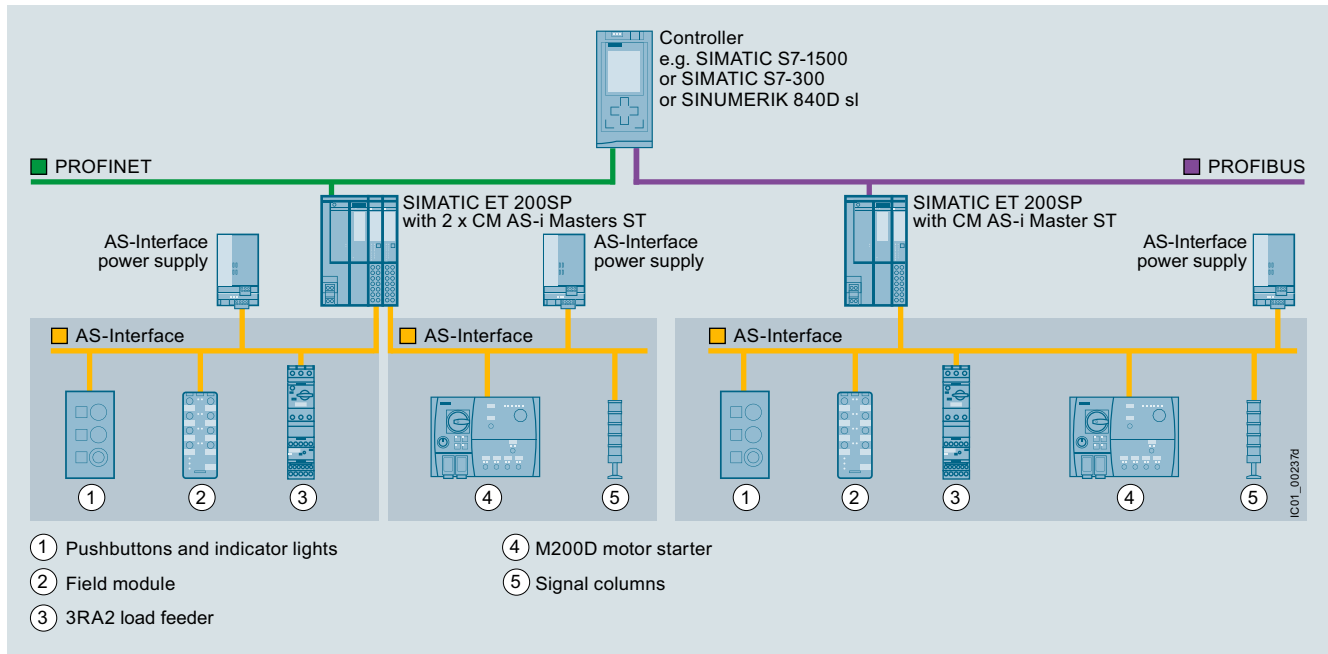 Controller
e.g. SIMATIC S7-1500
or SIMATIC S7-300
or SINUMERIK 840D sl
PROFINET
PROFIBUS
SIMATIC ET 200SP
with 2 x CM AS-i Masters ST
SIMATIC ET 200SP
with CM AS-i Master ST
AS-Interface
power supply
AS-Interface
power supply
AS-Interface
power supply
AS-Interface
AS-Interface
AS-Interface
1
2
3
4
5
1
2
3
4
5
IC01_00237d
1 Pushbuttons and indicator lights
2 Field module
3 3RA2 load feeder
4 M200D motor starter
5 Signal columns